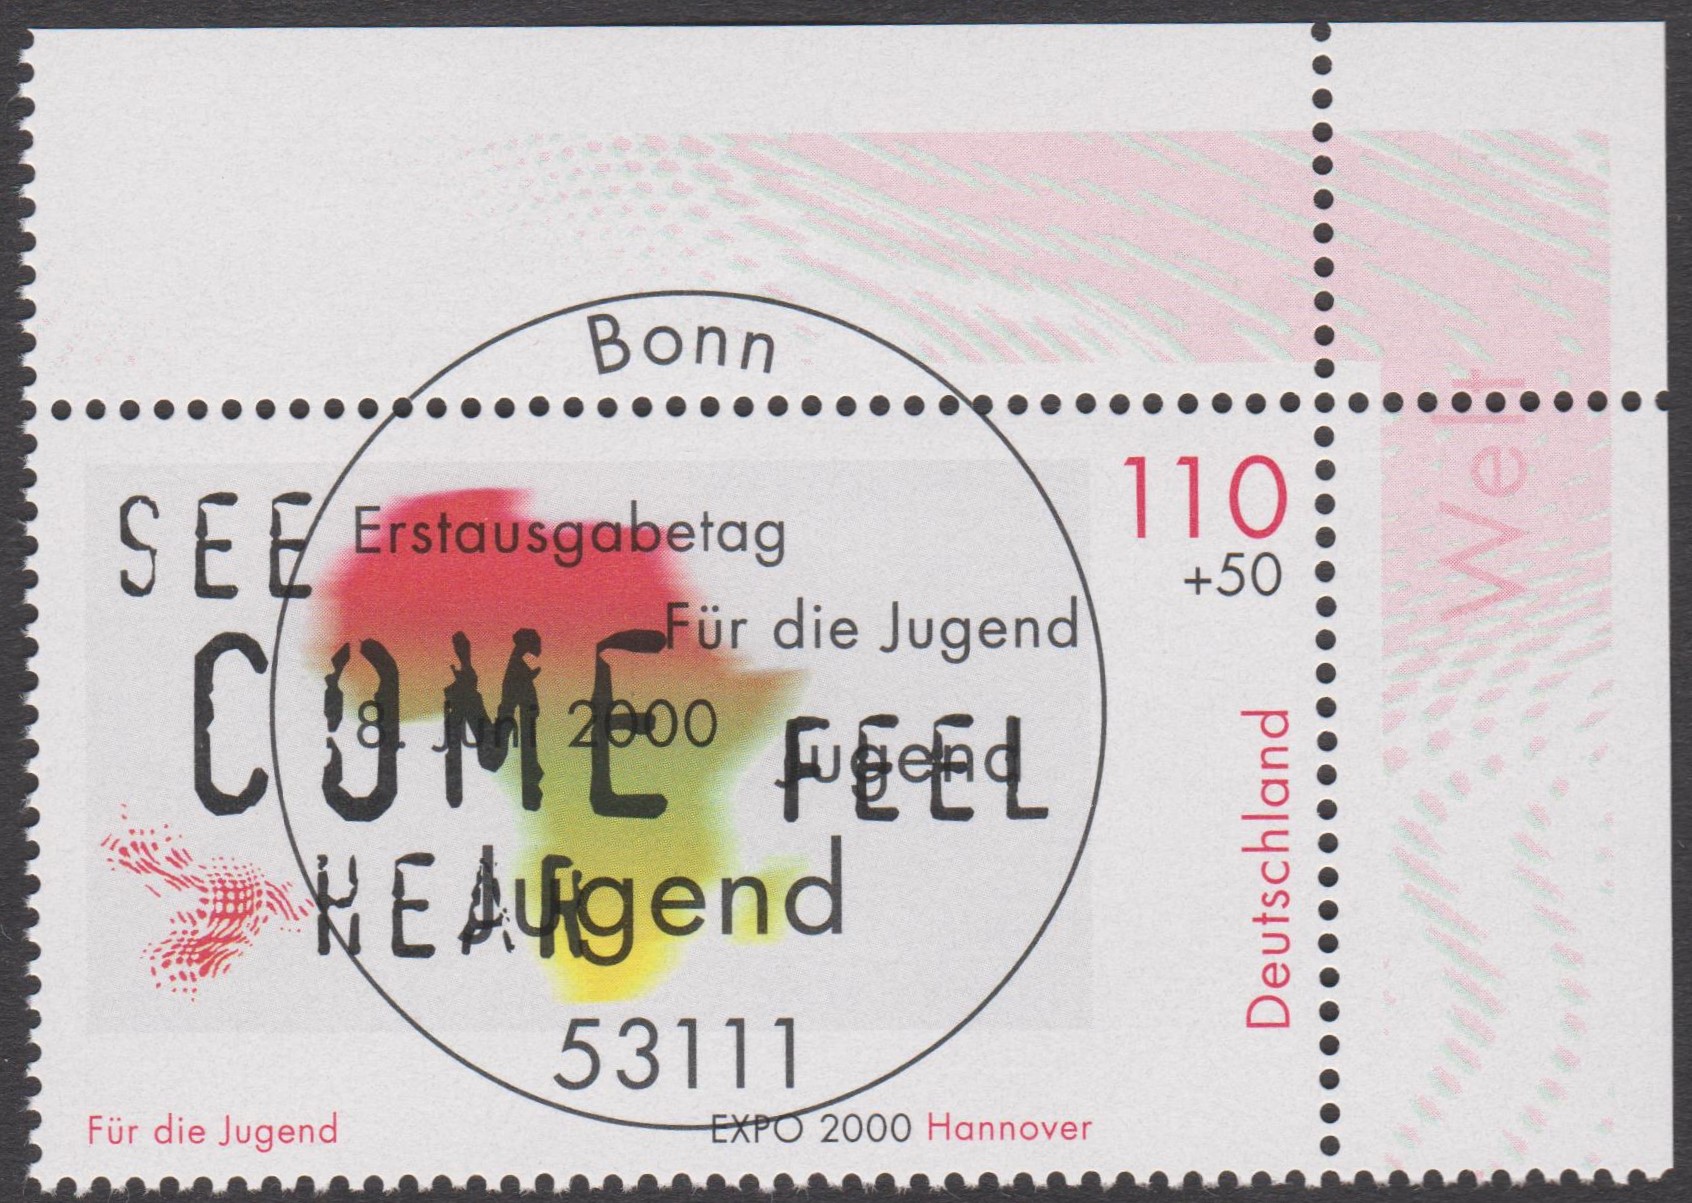 Bonn
Welt
110
+50
SEE
Erstausgabetag
Für die Jugend
COME
8. Juni 2000
FEEL
Jugend
HEAR
Jugend
Deutschland
53111
Für die Jugend
EXPO 2000 Hannover